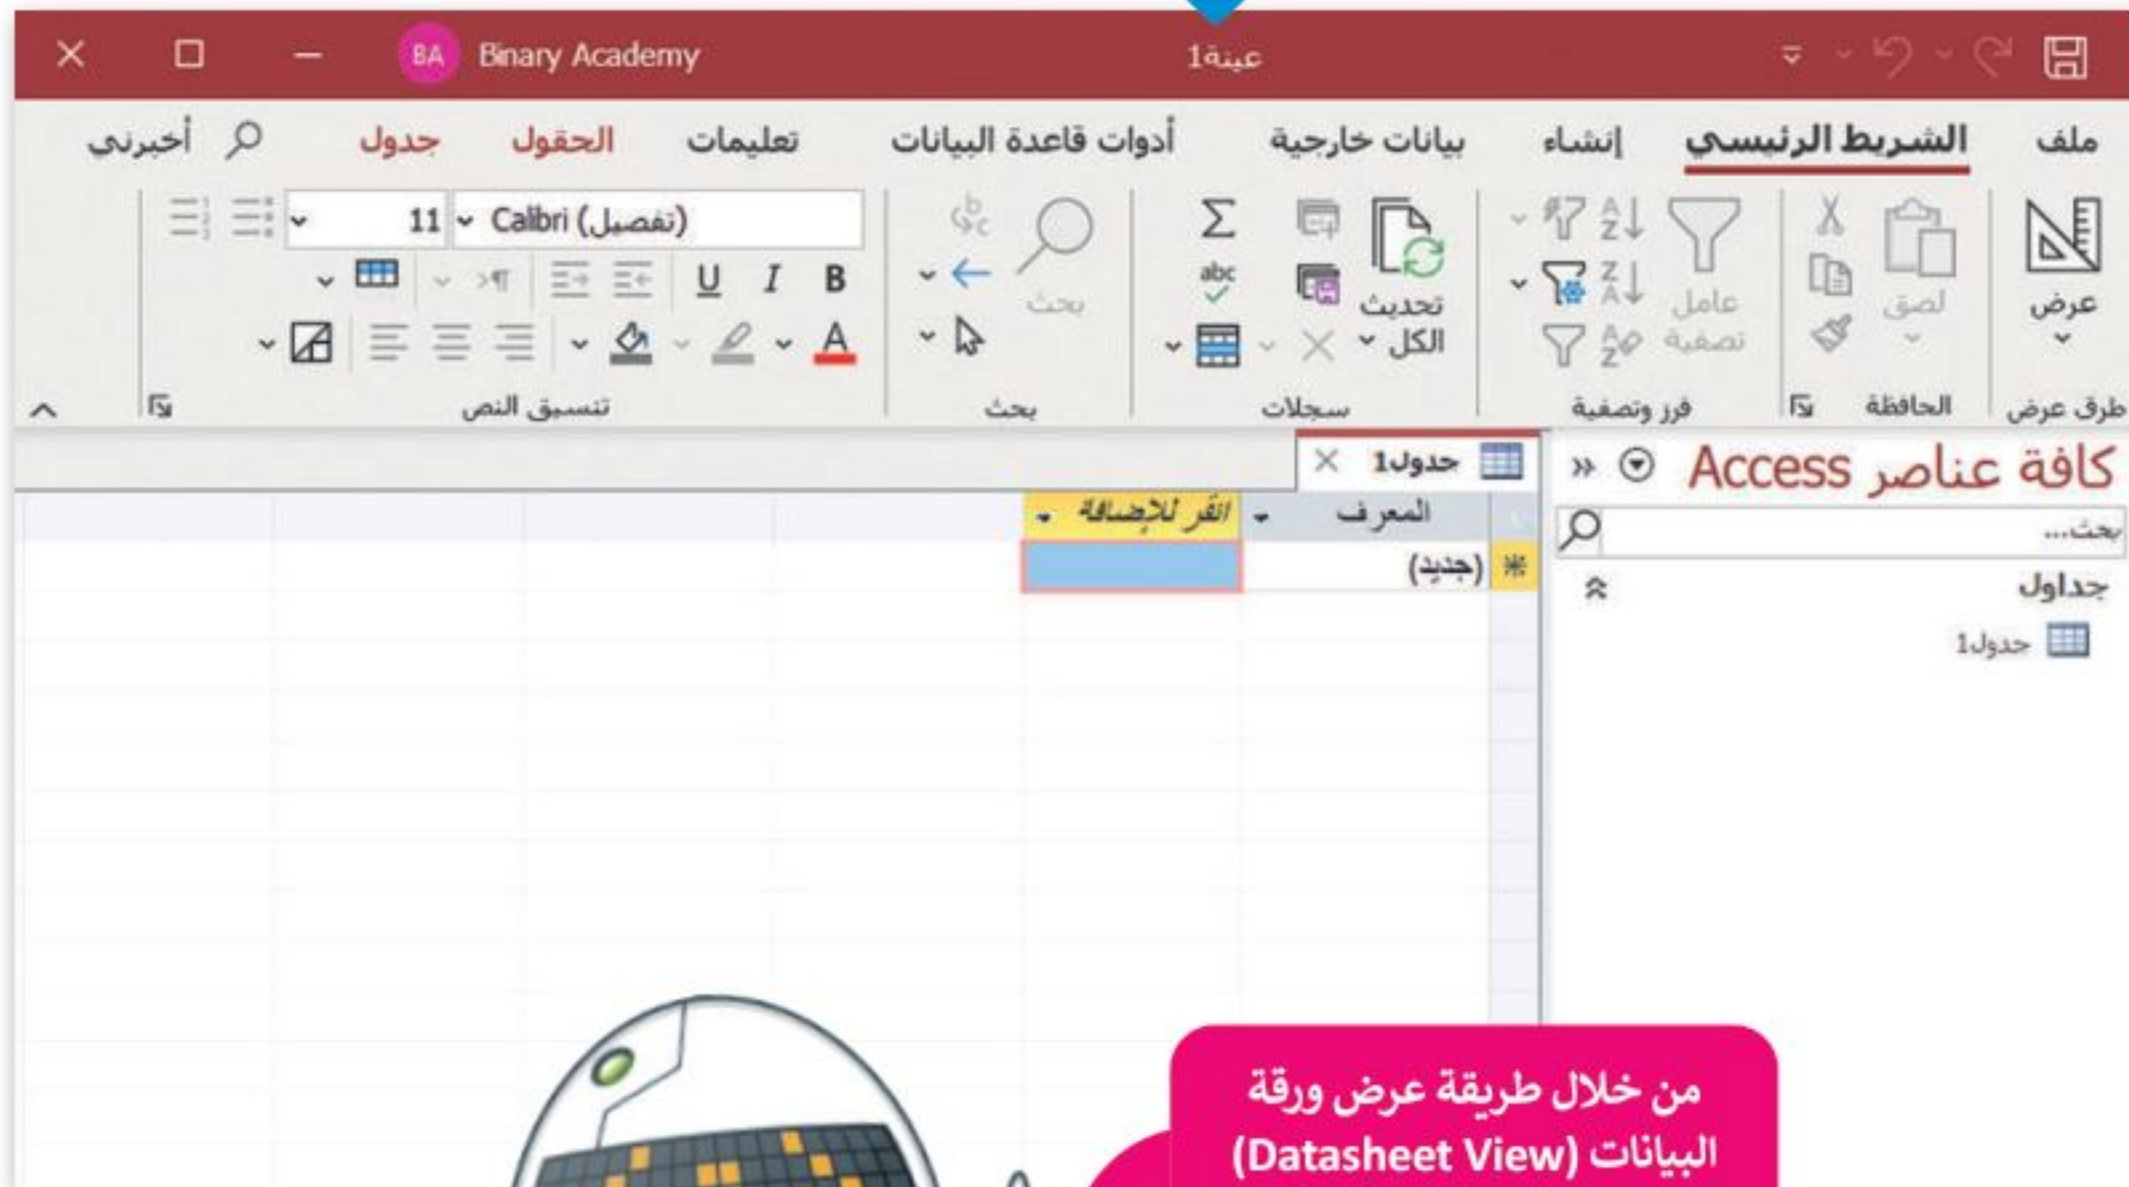 عينة1
BA Binary Academy
ملف الشريط الرئيسي إنشاء بيانات خارجية أدوات قاعدة البيانات تعليمات الحقول جدول أخبرني
عرض
طرق عرض
لصق
الحافظة
عامل تصفية
فرز وتصفية
تحديث الكل
سجلات
بحث
بحث
Calibri (تفصيل) 11
B I U
تنسيق النص
كافة عناصر Access
بحث...
جداول
جدول1
جدول1
المعرف انقر للإضافة
(جديد)
من خلال طريقة عرض ورقة
البيانات (Datasheet View)